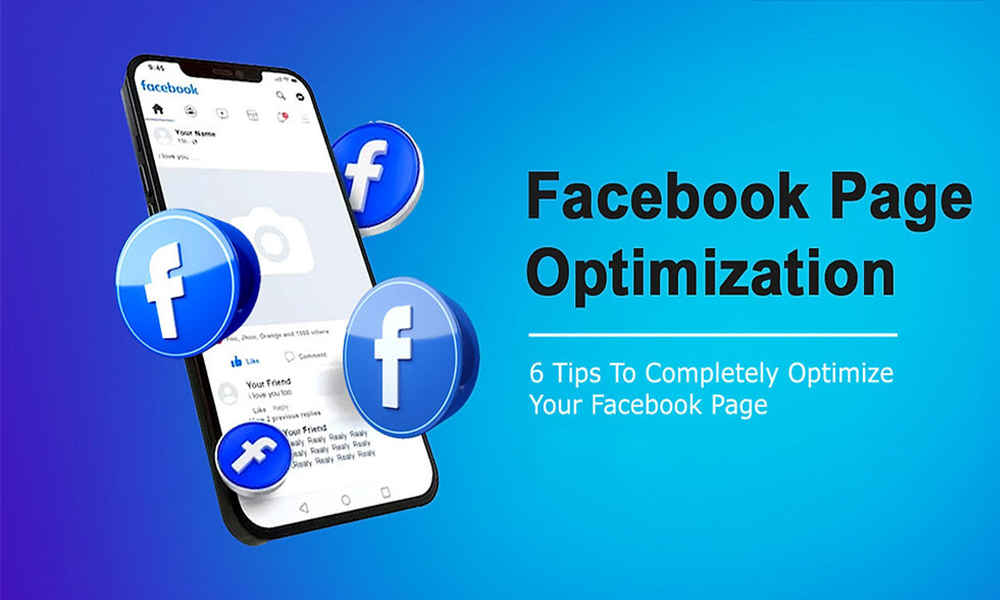 9:45
facebook
Your Name
i love you......
You, Jhon, Orange and 1555 others
Like
Comment
Your Friend
i love you too
Like Reply
View 2 previous replies
Your Friend
Realy Realy Realy
Realy Realy Realy Realy
Realy Realy Realy
Facebook Page
Optimization
6 Tips To Completely Optimize
Your Facebook Page